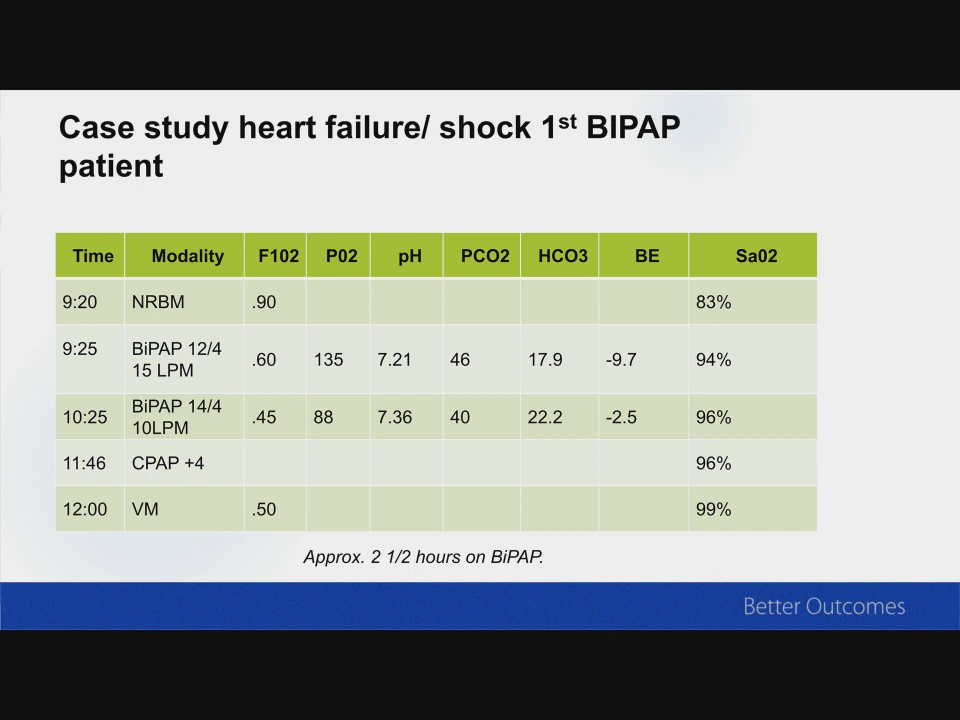 Case study heart failure/ shock 1st BIPAP
patient
Time Modality F102 P02 pH PCO2 HCO3 BE Sa02
9:20 NRBM .90 83%
9:25 BiPAP 12/4
15 LPM .60 135 7.21 46 17.9 -9.7 94%
10:25 BiPAP 14/4
10LPM .45 88 7.36 40 22.2 -2.5 96%
11:46 CPAP +4 96%
12:00 VM .50 99%
Approx. 2 1/2 hours on BiPAP.
Better Outcomes